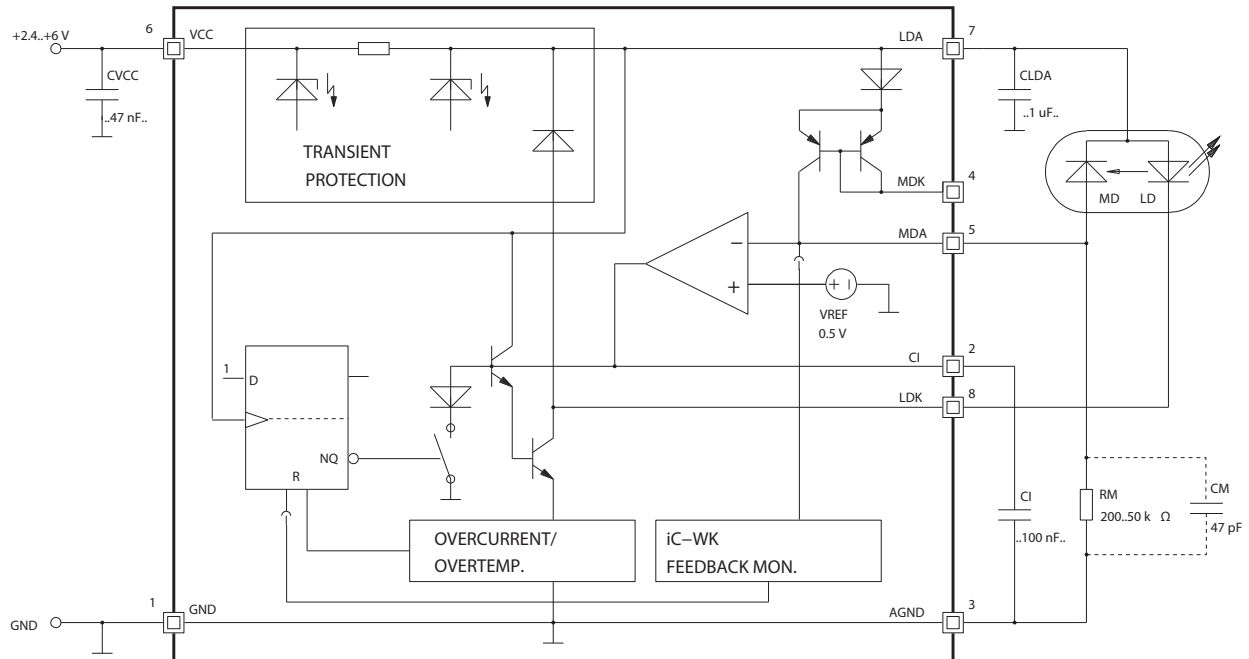 +2.4..+6 V
6
VCC
CVCC
..47 nF..
TRANSIENT
PROTECTION
LDA
7
CLDA
..1 uF..
MDK
4
MD
LD
MDA
5
−
+
+
−
VREF
0.5 V
CI
2
LDK
8
1
D
NQ
R
OVERCURRENT/
OVERTEMP.
iC−WK
FEEDBACK MON.
CI
..100 nF..
RM
200..50 k Ω
CM
47 pF
GND
1
GND
AGND
3